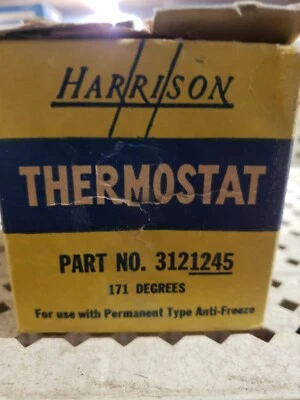 HARRISON
THERMOSTAT
PART NO. 3121245
171 DEGREES
For use with Permanent Type Anti-Freeze